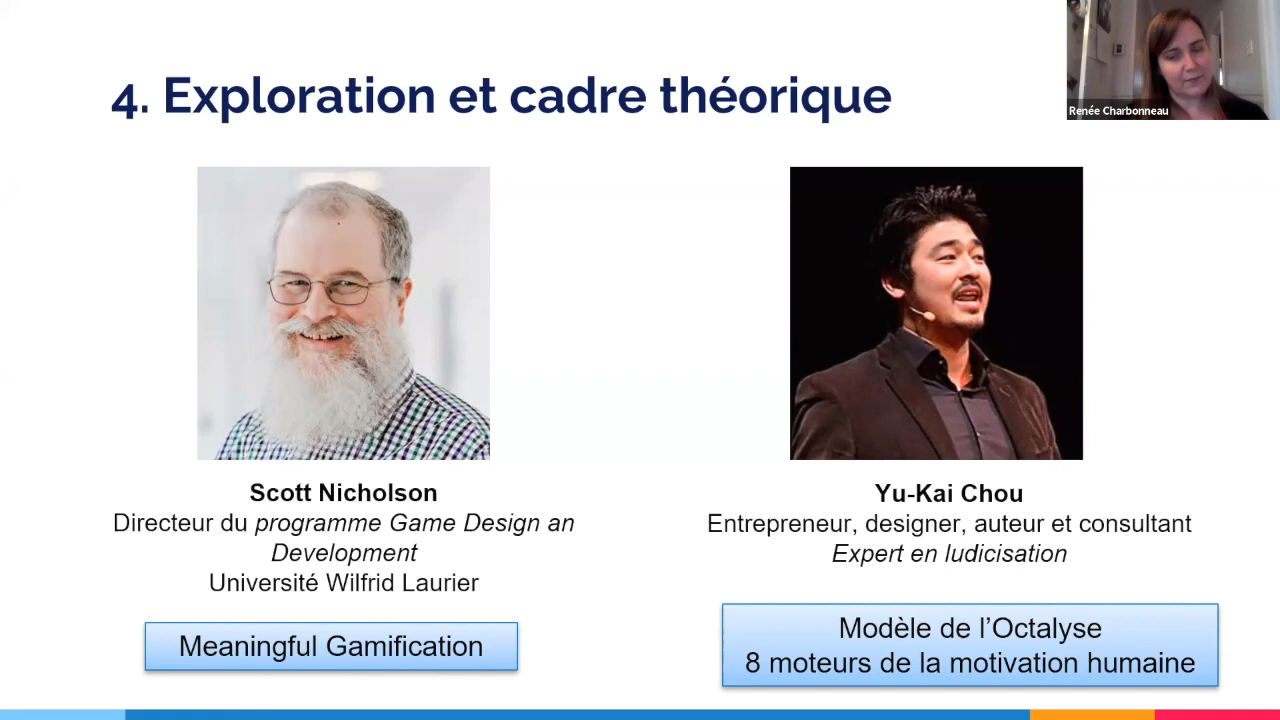 4. Exploration et cadre théorique
Renée Charbonneau
Scott Nicholson
Directeur du programme Game Design an
Development
Université Wilfrid Laurier
Meaningful Gamification
Yu-Kai Chou
Entrepreneur, designer, auteur et consultant
Expert en ludicisation
Modèle de l’Octalyse
8 moteurs de la motivation humaine